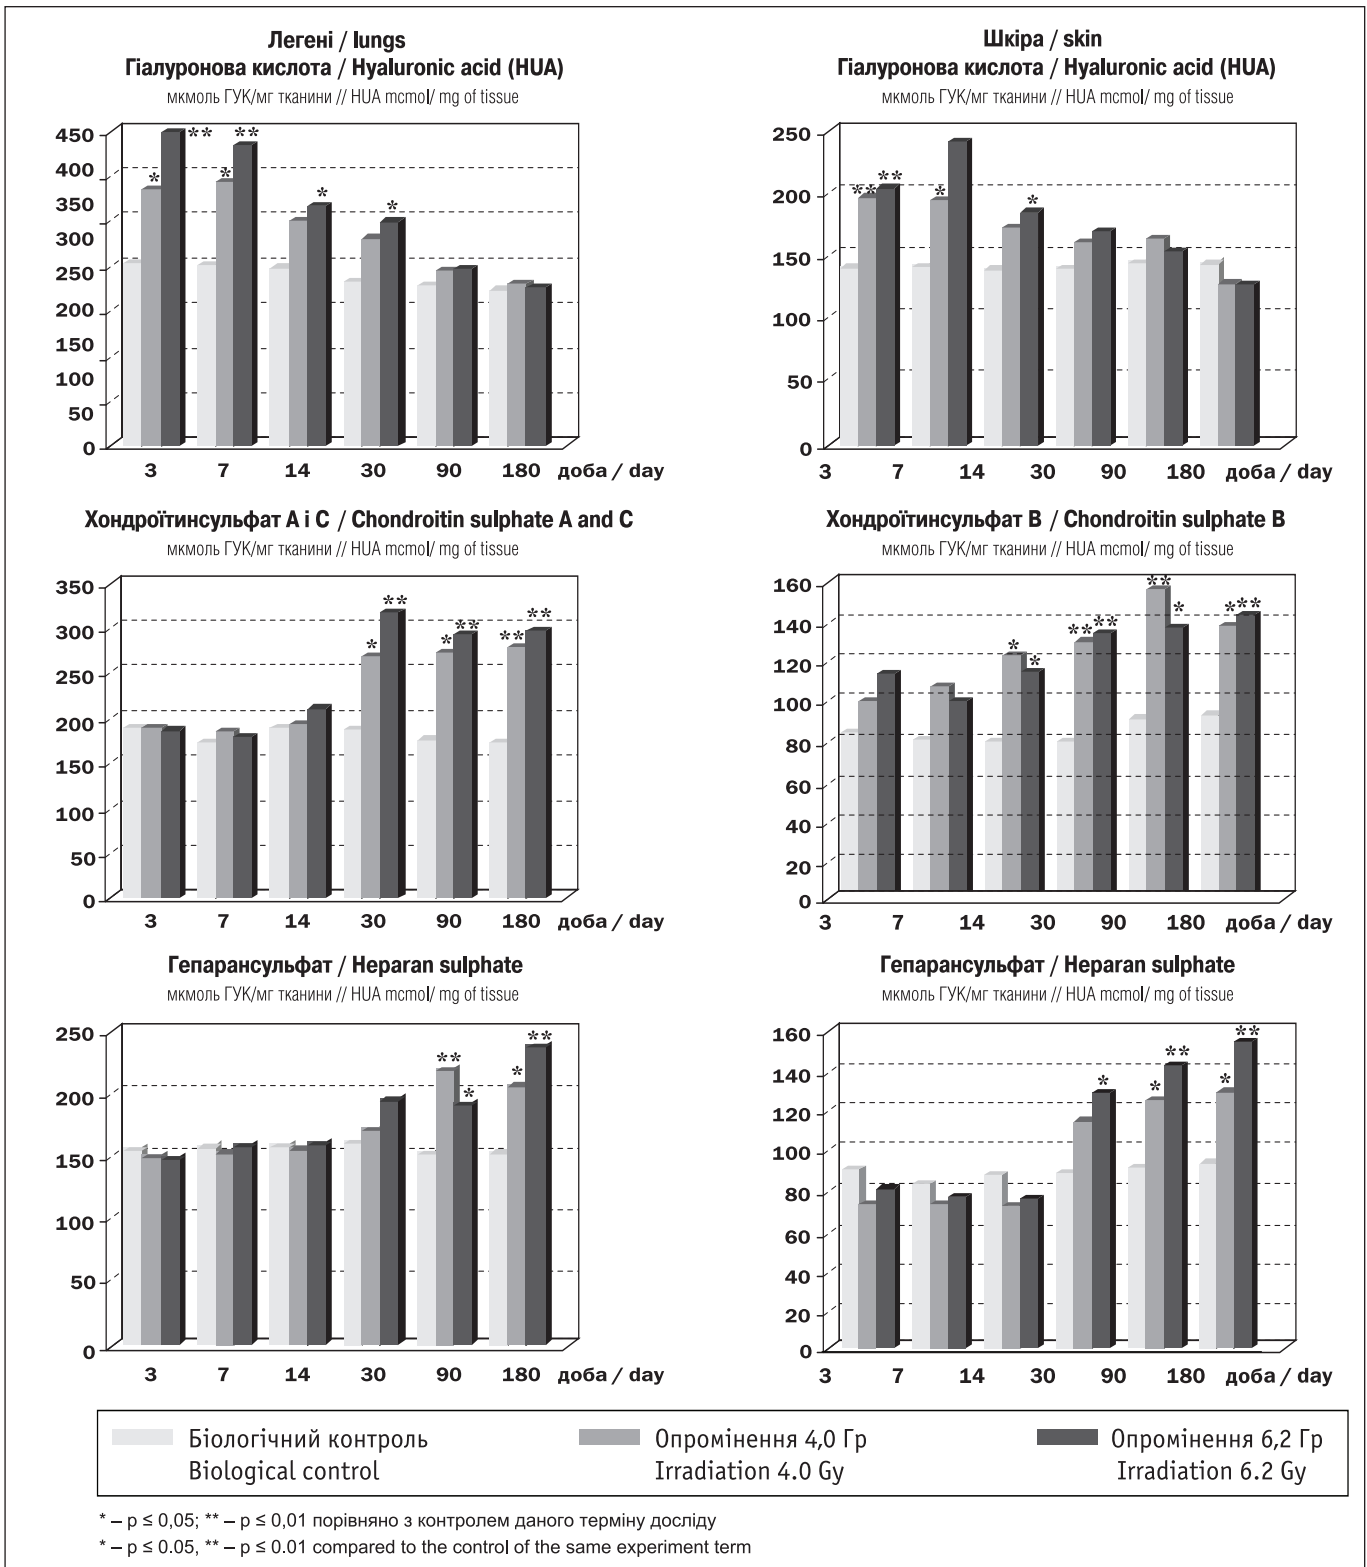 Легені / lungs
Гіалуронова кислота / Hyaluronic acid (HUA)
мкмоль ГУК/мг тканини // HUA mcmol/ mg of tissue
450
400
350
300
250
200
150
100
50
0
* ** * ** * *
3 7 14 30 90 180 доба / day
Шкіра / skin
Гіалуронова кислота / Hyaluronic acid (HUA)
мкмоль ГУК/мг тканини // HUA mcmol/ mg of tissue
250
200
150
100
50
0
** ** * *
3 7 14 30 90 180 доба / day
Хондроїтинсульфат А і С / Chondroitin sulphate A and C
мкмоль ГУК/мг тканини // HUA mcmol/ mg of tissue
350
300
250
200
150
100
50
0
* ** * ** ** **
3 7 14 30 90 180 доба / day
Хондроїтинсульфат В / Chondroitin sulphate B
мкмоль ГУК/мг тканини // HUA mcmol/ mg of tissue
160
140
120
100
80
60
40
20
0
* * ** ** ** * ***
3 7 14 30 90 180 доба / day
Гепарансульфат / Heparan sulphate
мкмоль ГУК/мг тканини // HUA mcmol/ mg of tissue
250
200
150
100
50
0
** * * **
3 7 14 30 90 180 доба / day
Гепарансульфат / Heparan sulphate
мкмоль ГУК/мг тканини // HUA mcmol/ mg of tissue
160
140
120
100
80
60
40
20
0
* * ** * **
3 7 14 30 90 180 доба / day
Біологічний контроль
Biological control
Опромінення 4,0 Гр
Irradiation 4.0 Gy
Опромінення 6,2 Гр
Irradiation 6.2 Gy
* – p ≤ 0,05; ** – p ≤ 0,01 порівняно з контролем даного терміну досліду
* – p ≤ 0.05, ** – p ≤ 0.01 compared to the control of the same experiment term